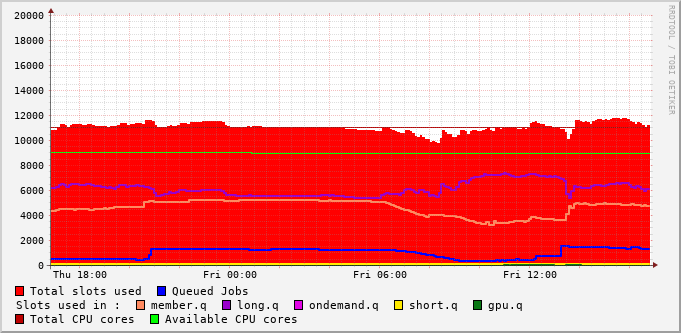 20000
18000
16000
14000
12000
10000
8000
6000
4000
2000
0
Thu 18:00 Fri 00:00 Fri 06:00 Fri 12:00
RRDTOOL / TOBI OETIKER
Total slots used Queued Jobs
Slots used in : member.q long.q ondemand.q short.q gpu.q
Total CPU cores Available CPU cores